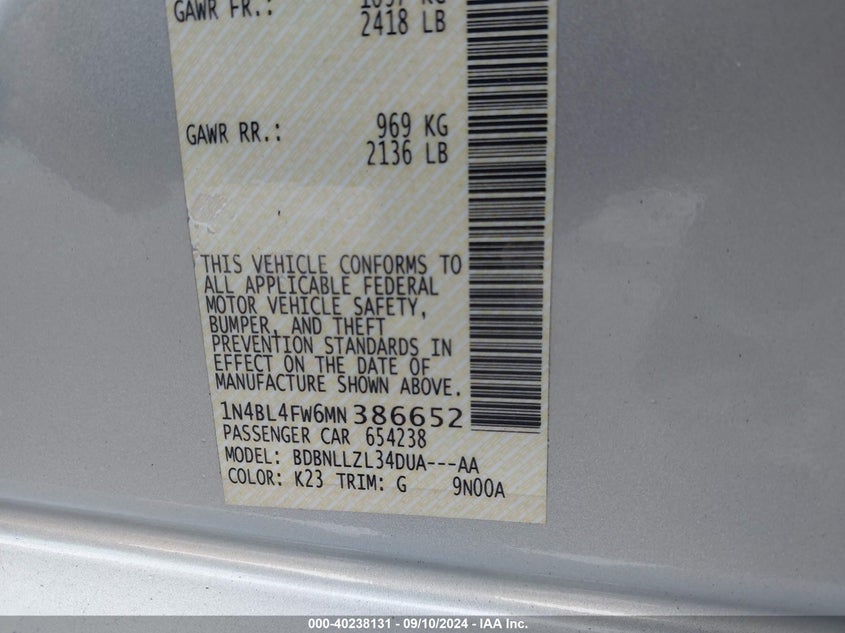 GAWR FR.: 1097 KG
2418 LB
GAWR RR.: 969 KG
2136 LB
THIS VEHICLE CONFORMS TO
ALL APPLICABLE FEDERAL
MOTOR VEHICLE SAFETY,
BUMPER, AND THEFT
PREVENTION STANDARDS IN
EFFECT ON THE DATE OF
MANUFACTURE SHOWN ABOVE.
1N4BL4FW6MN386652
PASSENGER CAR 654238
MODEL: BDBNLLZL34DUA---AA
COLOR: K23 TRIM: G 9N00A
000-40238131 - 09/10/2024 - IAA Inc.